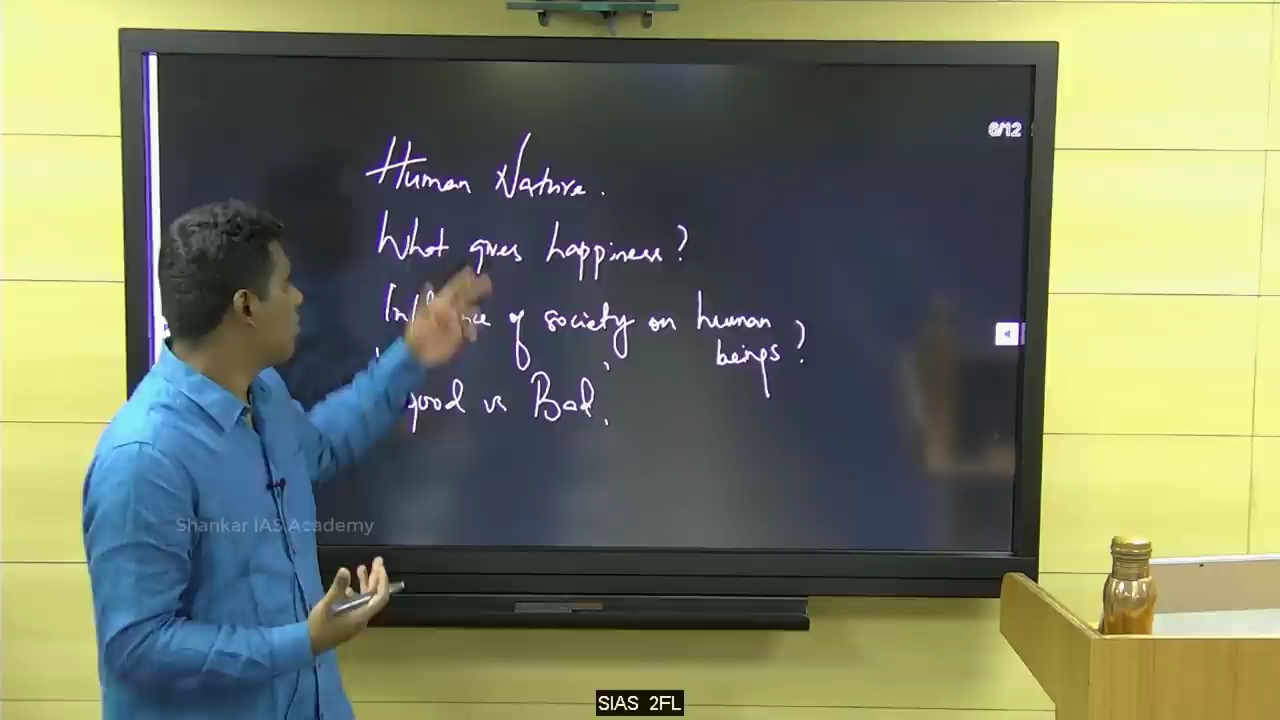 6/12
Human Nature.
What gives happiness?
of society on human
beings?
good vs Bad.
Shankar IAS Academy
SIAS 2FL